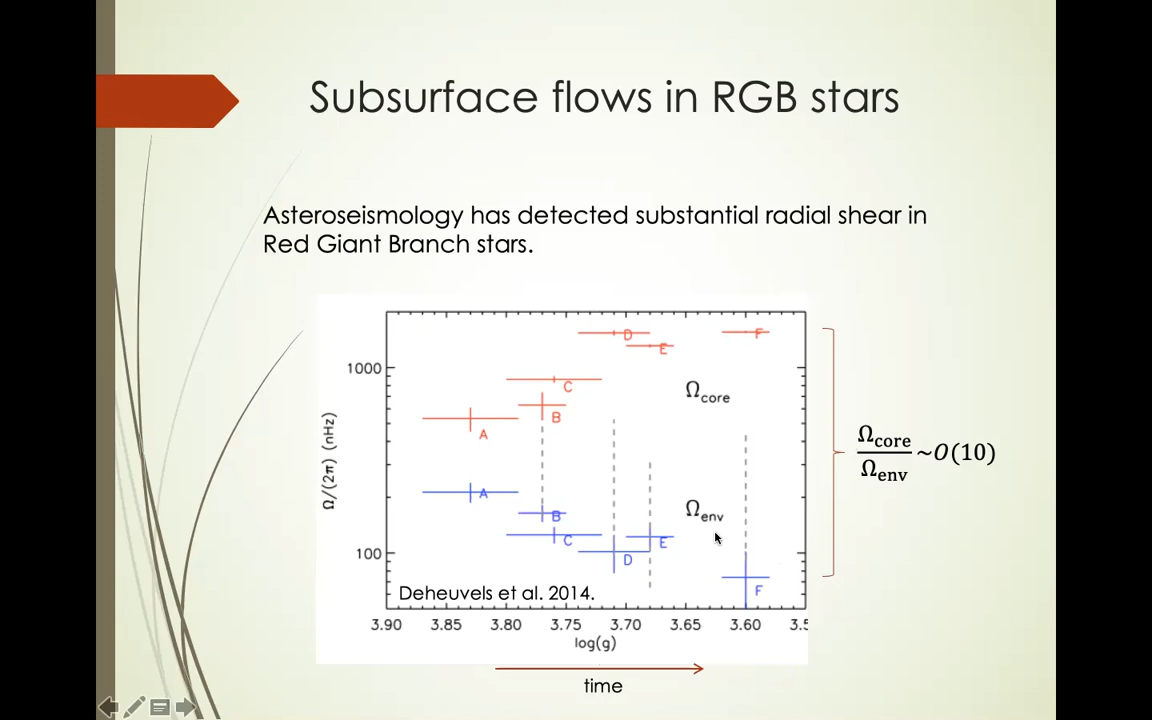 Subsurface flows in RGB stars
Asteroseismology has detected substantial radial shear in
Red Giant Branch stars.
Ω/(2π) (nHz)
1000
100
A
B
C
D
E
F
Ωcore
A
B
C
D
E
F
Ωenv
Deheuvels et al. 2014.
3.90 3.85 3.80 3.75 3.70 3.65 3.60 3.5
log(g)
time
Ωcore
Ωenv
~O(10)